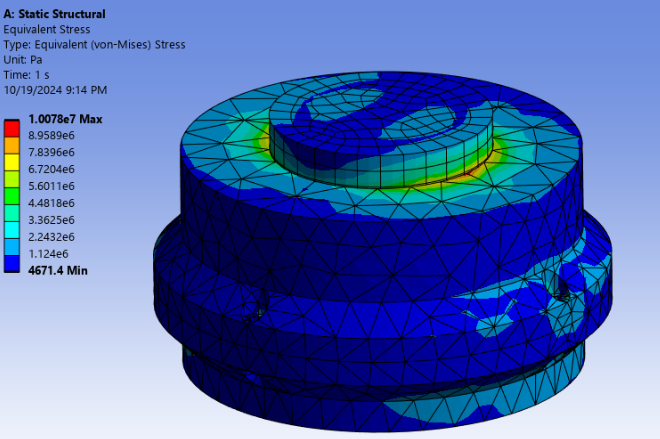 A: Static Structural
Equivalent Stress
Type: Equivalent (von-Mises) Stress
Unit: Pa
Time: 1 s
10/19/2024 9:14 PM
1.0078e7 Max
8.9589e6
7.8396e6
6.7204e6
5.6011e6
4.4818e6
3.3625e6
2.2432e6
1.124e6
4671.4 Min